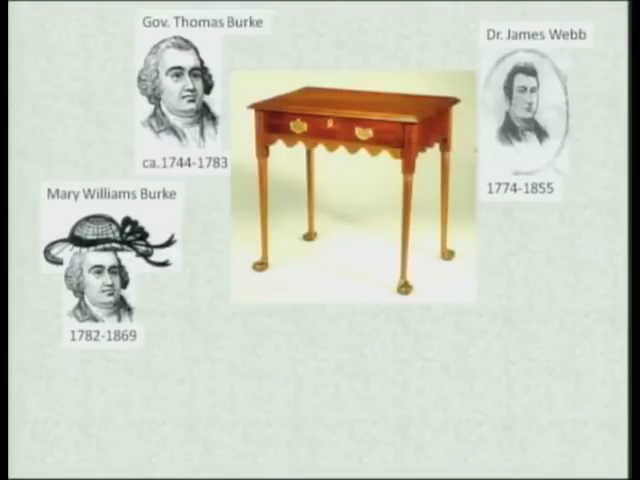 Gov. Thomas Burke
ca.1744-1783
Dr. James Webb
1774-1855
Mary Williams Burke
1782-1869